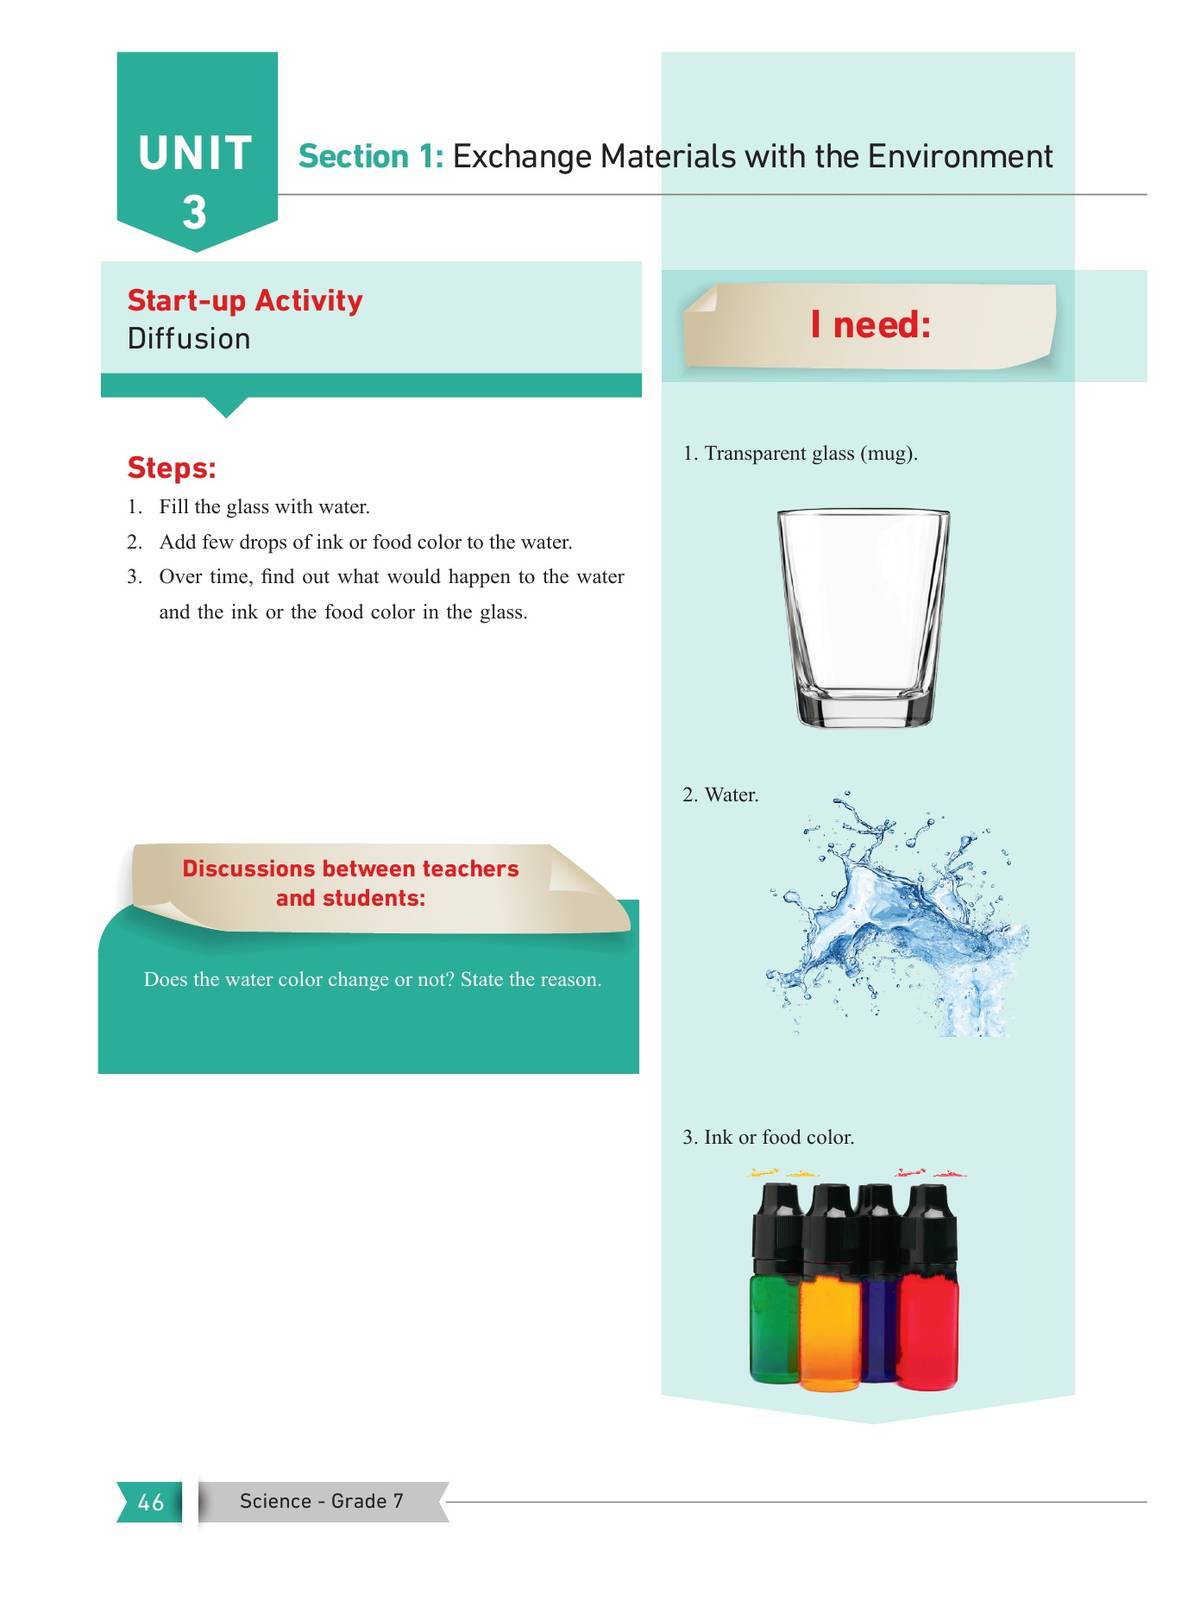 UNIT
3
Section 1: Exchange Materials with the Environment
Start-up Activity
Diffusion
Steps:
1. Fill the glass with water.
2. Add few drops of ink or food color to the water.
3. Over time, find out what would happen to the water
and the ink or the food color in the glass.
Discussions between teachers
and students:
Does the water color change or not? State the reason.
I need:
1. Transparent glass (mug).
2. Water.
3. Ink or food color.
46
Science - Grade 7